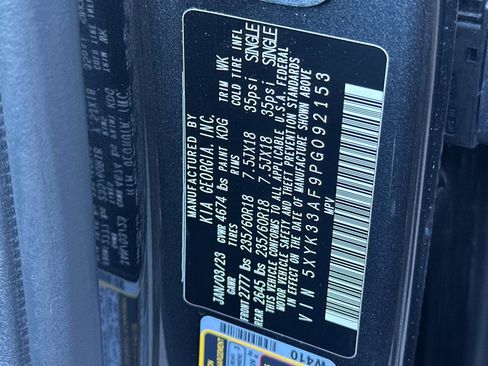 MANUFACTURED BY
KIA GEORGIA, INC.
JAN/03/23 GVWR 4674 lbs PAINT KDG TRIM WK
GAWR TIRES RIMS COLD TIRE INFL
FRONT 2777 lbs 235/60R18 7.5JX18 35psi SINGLE
REAR 2645 lbs 235/60R18 7.5JX18 35psi SINGLE
THIS VEHICLE CONFORMS TO ALL APPLICABLE U.S.A. FEDERAL
MOTOR VEHICLE SAFETY AND BUMPER, AND THEFT PREVENTION STANDARDS
IN EFFECT ON THE DATE OF MANUFACTURE SHOWN ABOVE
VIN 5XYK33AF9PG092153
MPV
W410